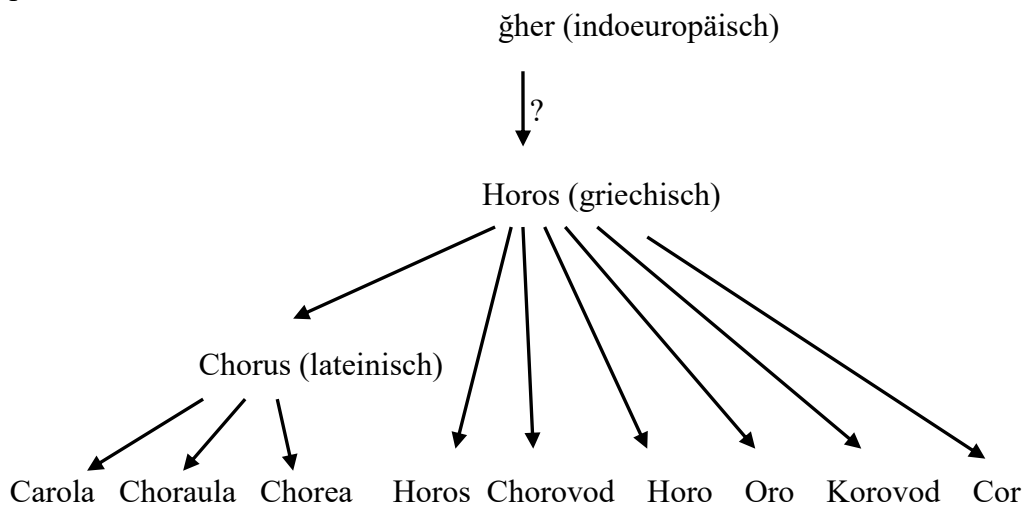 ğher (indoeuropäisch)
?
Horos (griechisch)
Chorus (lateinisch)
Carola Choraula Chorea Horos Chorovod Horo Oro Korovod Cor